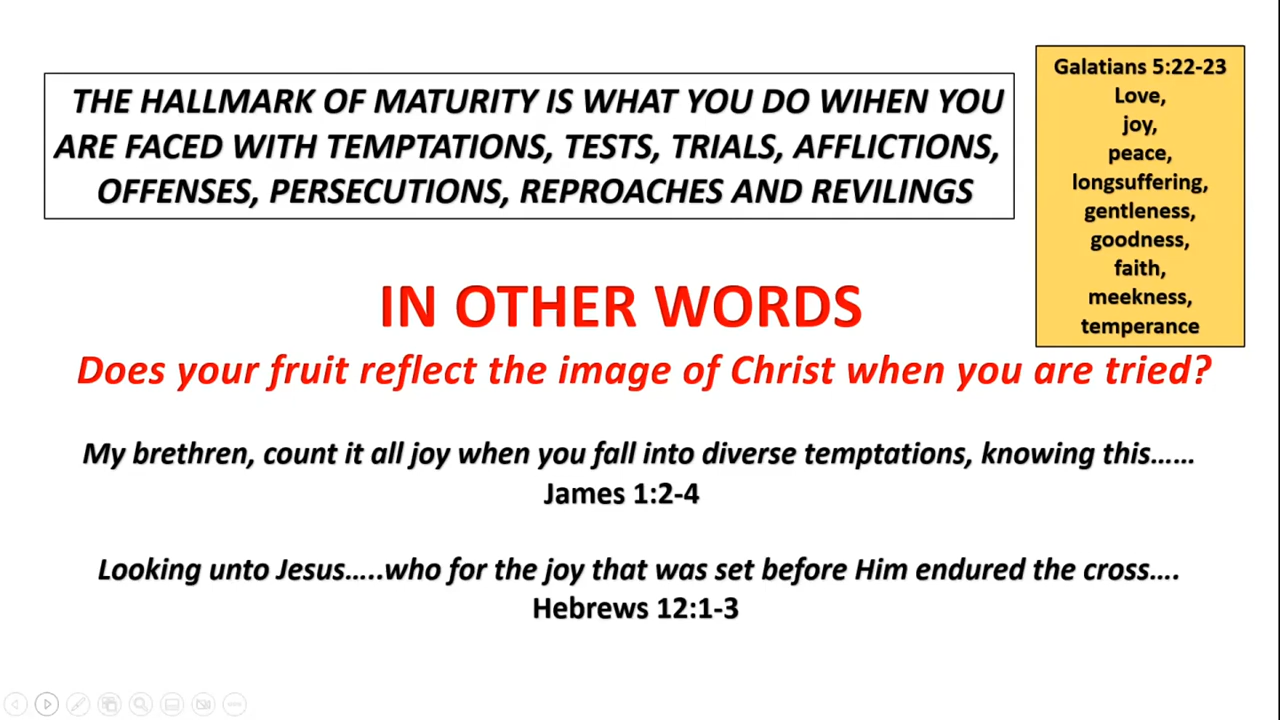 THE HALLMARK OF MATURITY IS WHAT YOU DO WIHEN YOU
ARE FACED WITH TEMPTATIONS, TESTS, TRIALS, AFFLICTIONS,
OFFENSES, PERSECUTIONS, REPROACHES AND REVILINGS
Galatians 5:22-23
Love,
joy,
peace,
longsuffering,
gentleness,
goodness,
faith,
meekness,
temperance
IN OTHER WORDS
Does your fruit reflect the image of Christ when you are tried?
My brethren, count it all joy when you fall into diverse temptations, knowing this......
James 1:2-4
Looking unto Jesus.....who for the joy that was set before Him endured the cross....
Hebrews 12:1-3